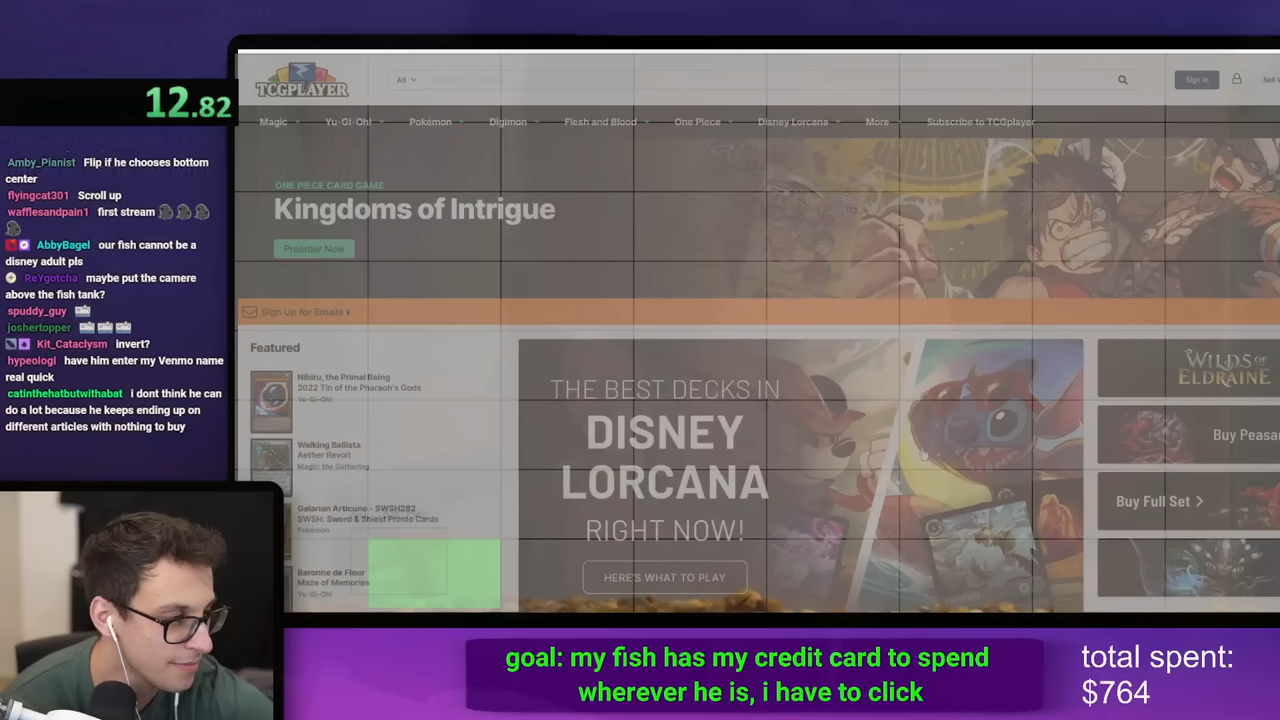 12.82
Amby_Pianist Flip if he chooses bottom
center
flyingcat301 Scroll up
wafflesandpain1 first stream
AbbyBagel our fish cannot be a
disney adult pls
ReYgotcha maybe put the camere
above the fish tank?
spuddy_guy
joshertopper
Kit_Cataclysm invert?
hypeologi have him enter my Venmo name
real quick
catinthehatbutwithabat i dont think he can
do a lot because he keeps ending up on
different articles with nothing to buy
TCGPLAYER
All
Sign In
Sell
Magic Yu-Gi-Oh! Pokémon Digimon Flesh and Blood One Piece Disney Lorcana More Subscribe to TCGplayer
ONE PIECE CARD GAME
Kingdoms of Intrigue
Preorder Now
Sign Up for Emails
Featured
Nibiru, the Primal Being
2022 Tin of the Pharaoh's Gods
Yu-Gi-Oh!
Walking Ballista
Aether Revolt
Magic: the Gathering
Galarian Articuno - SWSH282
SWSH: Sword & Shield Promo Cards
Pokémon
Baronne de Fleur
Maze of Memories
Yu-Gi-Oh!
THE BEST DECKS IN
DISNEY
LORCANA
RIGHT NOW!
HERE'S WHAT TO PLAY
WILDS OF
ELDRAINE
Buy Peasa
Buy Full Set >
goal: my fish has my credit card to spend
wherever he is, i have to click
total spent:
$764